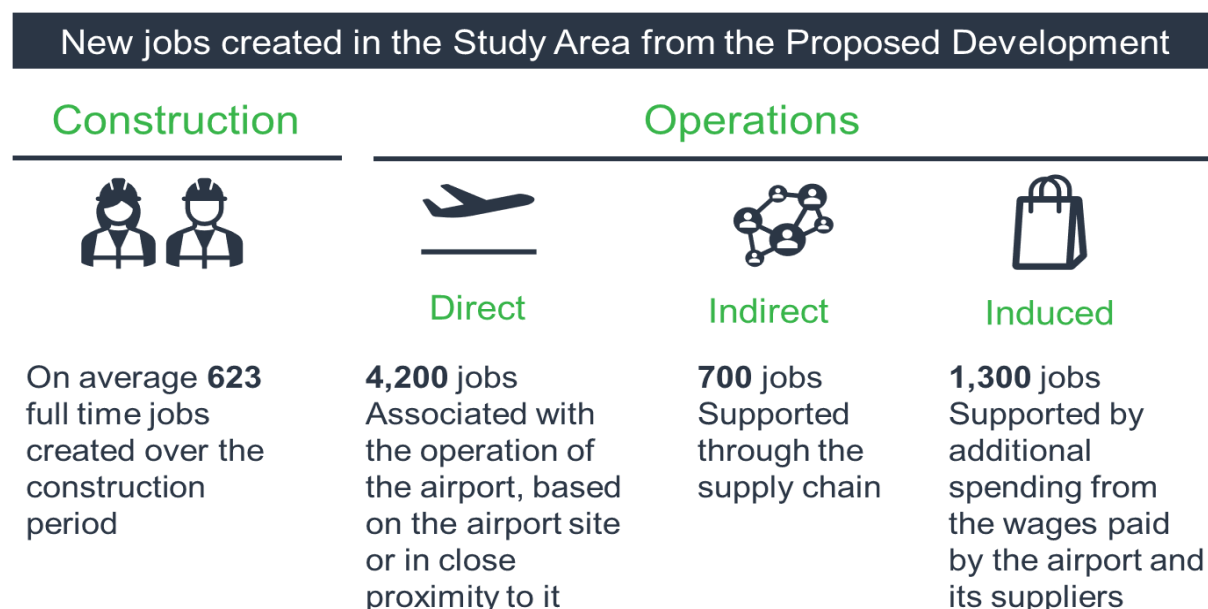 New jobs created in the Study Area from the Proposed Development
Construction
Operations
On average 623
full time jobs
created over the
construction
period
Direct
4,200 jobs
Associated with
the operation of
the airport, based
on the airport site
or in close
proximity to it
Indirect
700 jobs
Supported
through the
supply chain
Induced
1,300 jobs
Supported by
additional
spending from
the wages paid
by the airport and
its suppliers